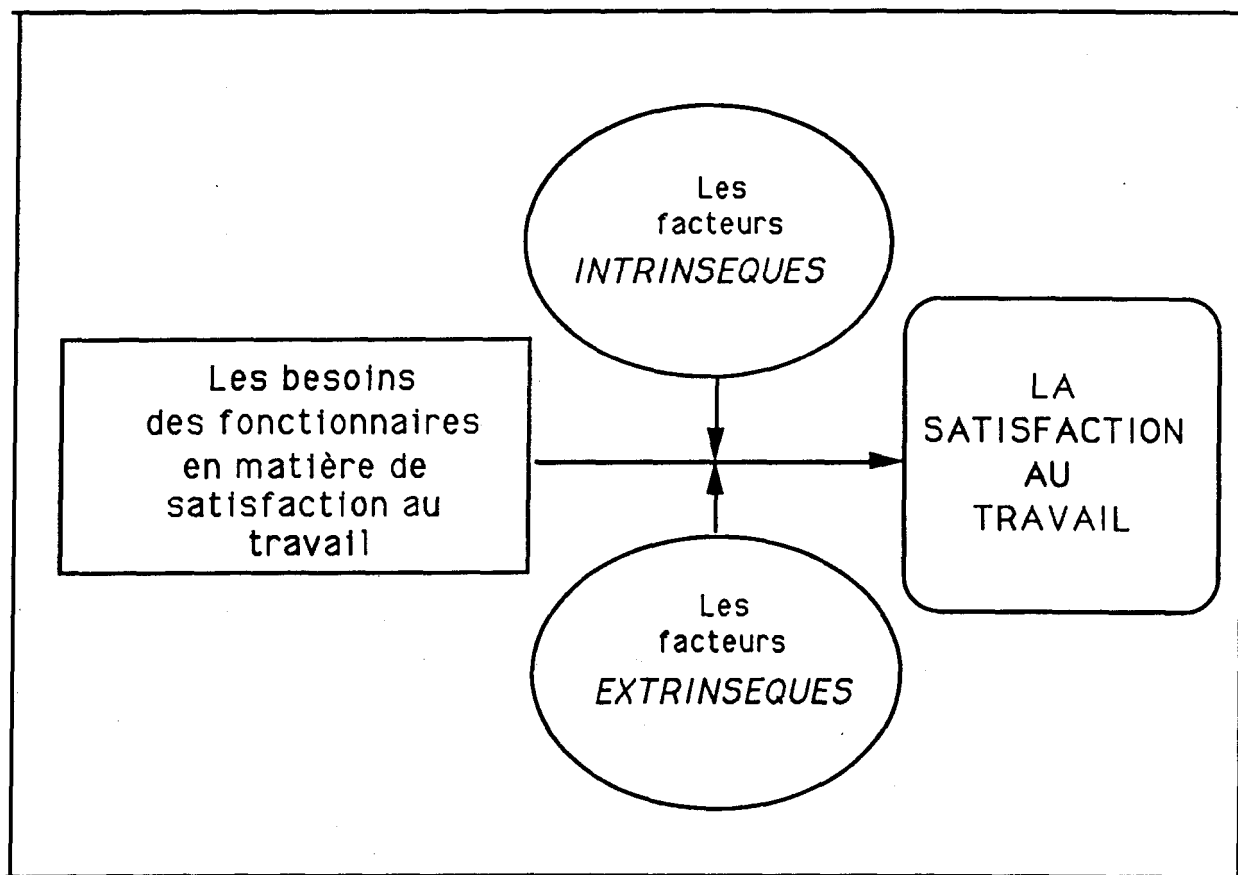 Les
facteurs
INTRINSEQUES
Les besoins
des fonctionnaires
en matière de
satisfaction au
travail
LA
SATISFACTION
AU
TRAVAIL
Les
facteurs
EXTRINSEQUES